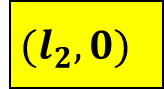 (l₂, 0)